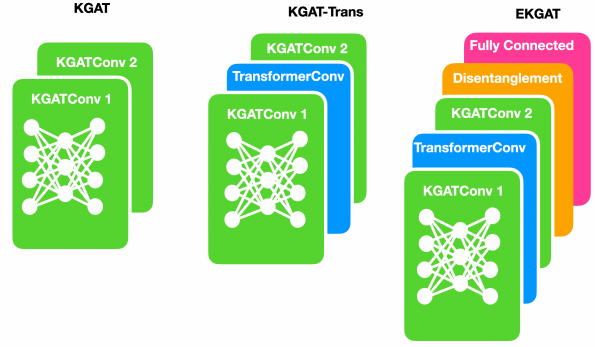 KGAT
KGATConv 2
KGATConv 1
KGAT-Trans
KGATConv 2
TransformerConv
KGATConv 1
EKGAT
Fully Connected
Disentanglement
KGATConv 2
TransformerConv
KGATConv 1